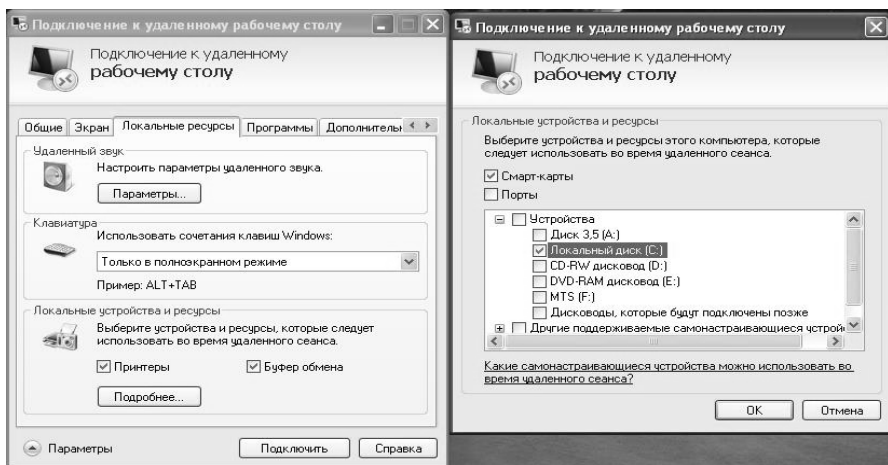 Подключение к удаленному рабочему столу
Подключение к удаленному
рабочему столу
Общие Экран Локальные ресурсы Программы Дополнительн
Удаленный звук
Настроить параметры удаленного звука.
Параметры...
Клавиатура
Использовать сочетания клавиш Windows:
Только в полноэкранном режиме
Пример: ALT+TAB
Локальные устройства и ресурсы
Выберите устройства и ресурсы, которые следует
использовать во время удаленного сеанса.
Принтеры Буфер обмена
Подробнее...
Параметры Подключить Справка
Подключение к удаленному рабочему столу
Подключение к удаленному
рабочему столу
Локальные устройства и ресурсы
Выберите устройства и ресурсы этого компьютера, которые
следует использовать во время удаленного сеанса.
Смарт-карты
Порты
Устройства
Диск 3,5 (A:)
Локальный диск (C:)
CD-RW дисковод (D:)
DVD-RAM дисковод (E:)
MTS (F:)
Дисководы, которые будут подключены позже
Другие поддерживаемые самонастраивающиеся устрой
Какие самонастраивающиеся устройства можно использовать во
время удаленного сеанса?
OK Отмена